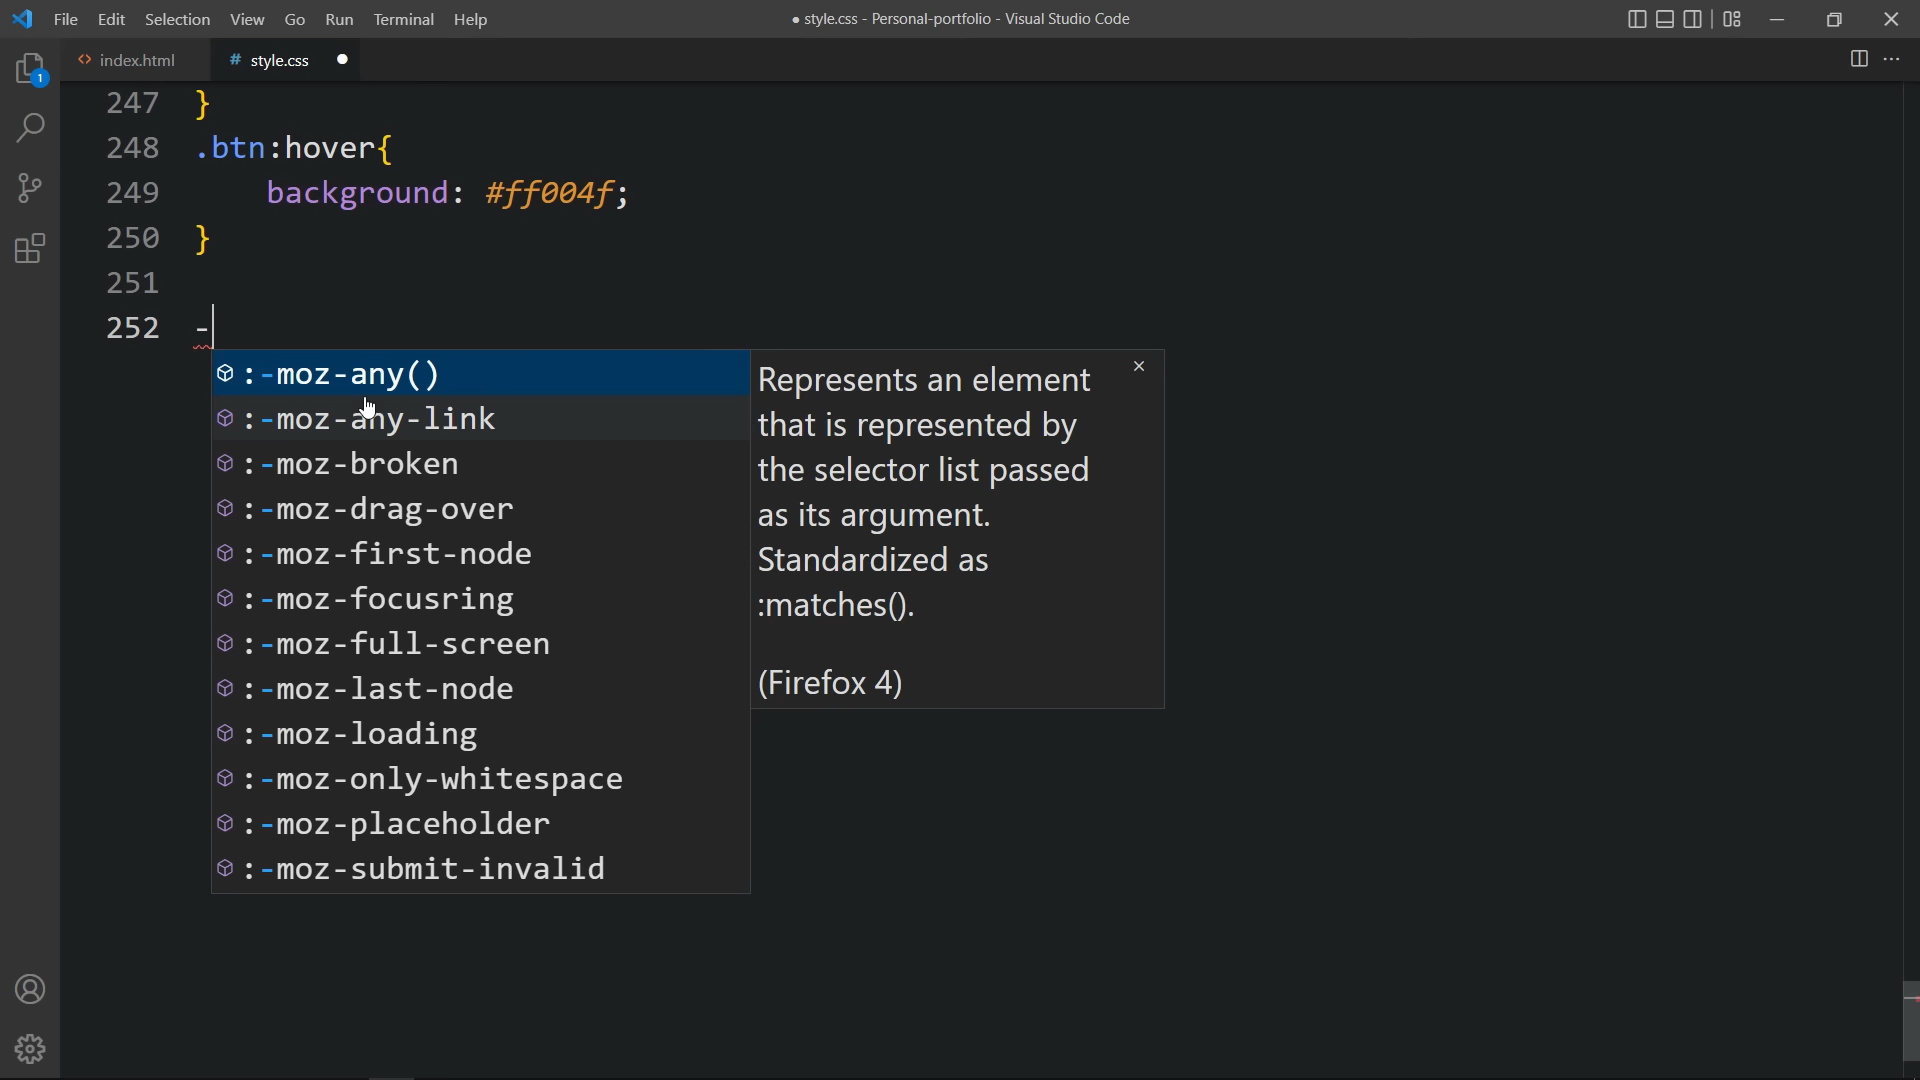 File Edit Selection View Go Run Terminal Help
● style.css - Personal-portfolio - Visual Studio Code
<> index.html
# style.css ●
1
247 }
248 .btn:hover{
249 background: #ff004f;
250 }
251
252 -
:-moz-any()
:-moz-any-link
:-moz-broken
:-moz-drag-over
:-moz-first-node
:-moz-focusring
:-moz-full-screen
:-moz-last-node
:-moz-loading
:-moz-only-whitespace
:-moz-placeholder
:-moz-submit-invalid
Represents an element
that is represented by
the selector list passed
as its argument.
Standardized as
:matches().
(Firefox 4)